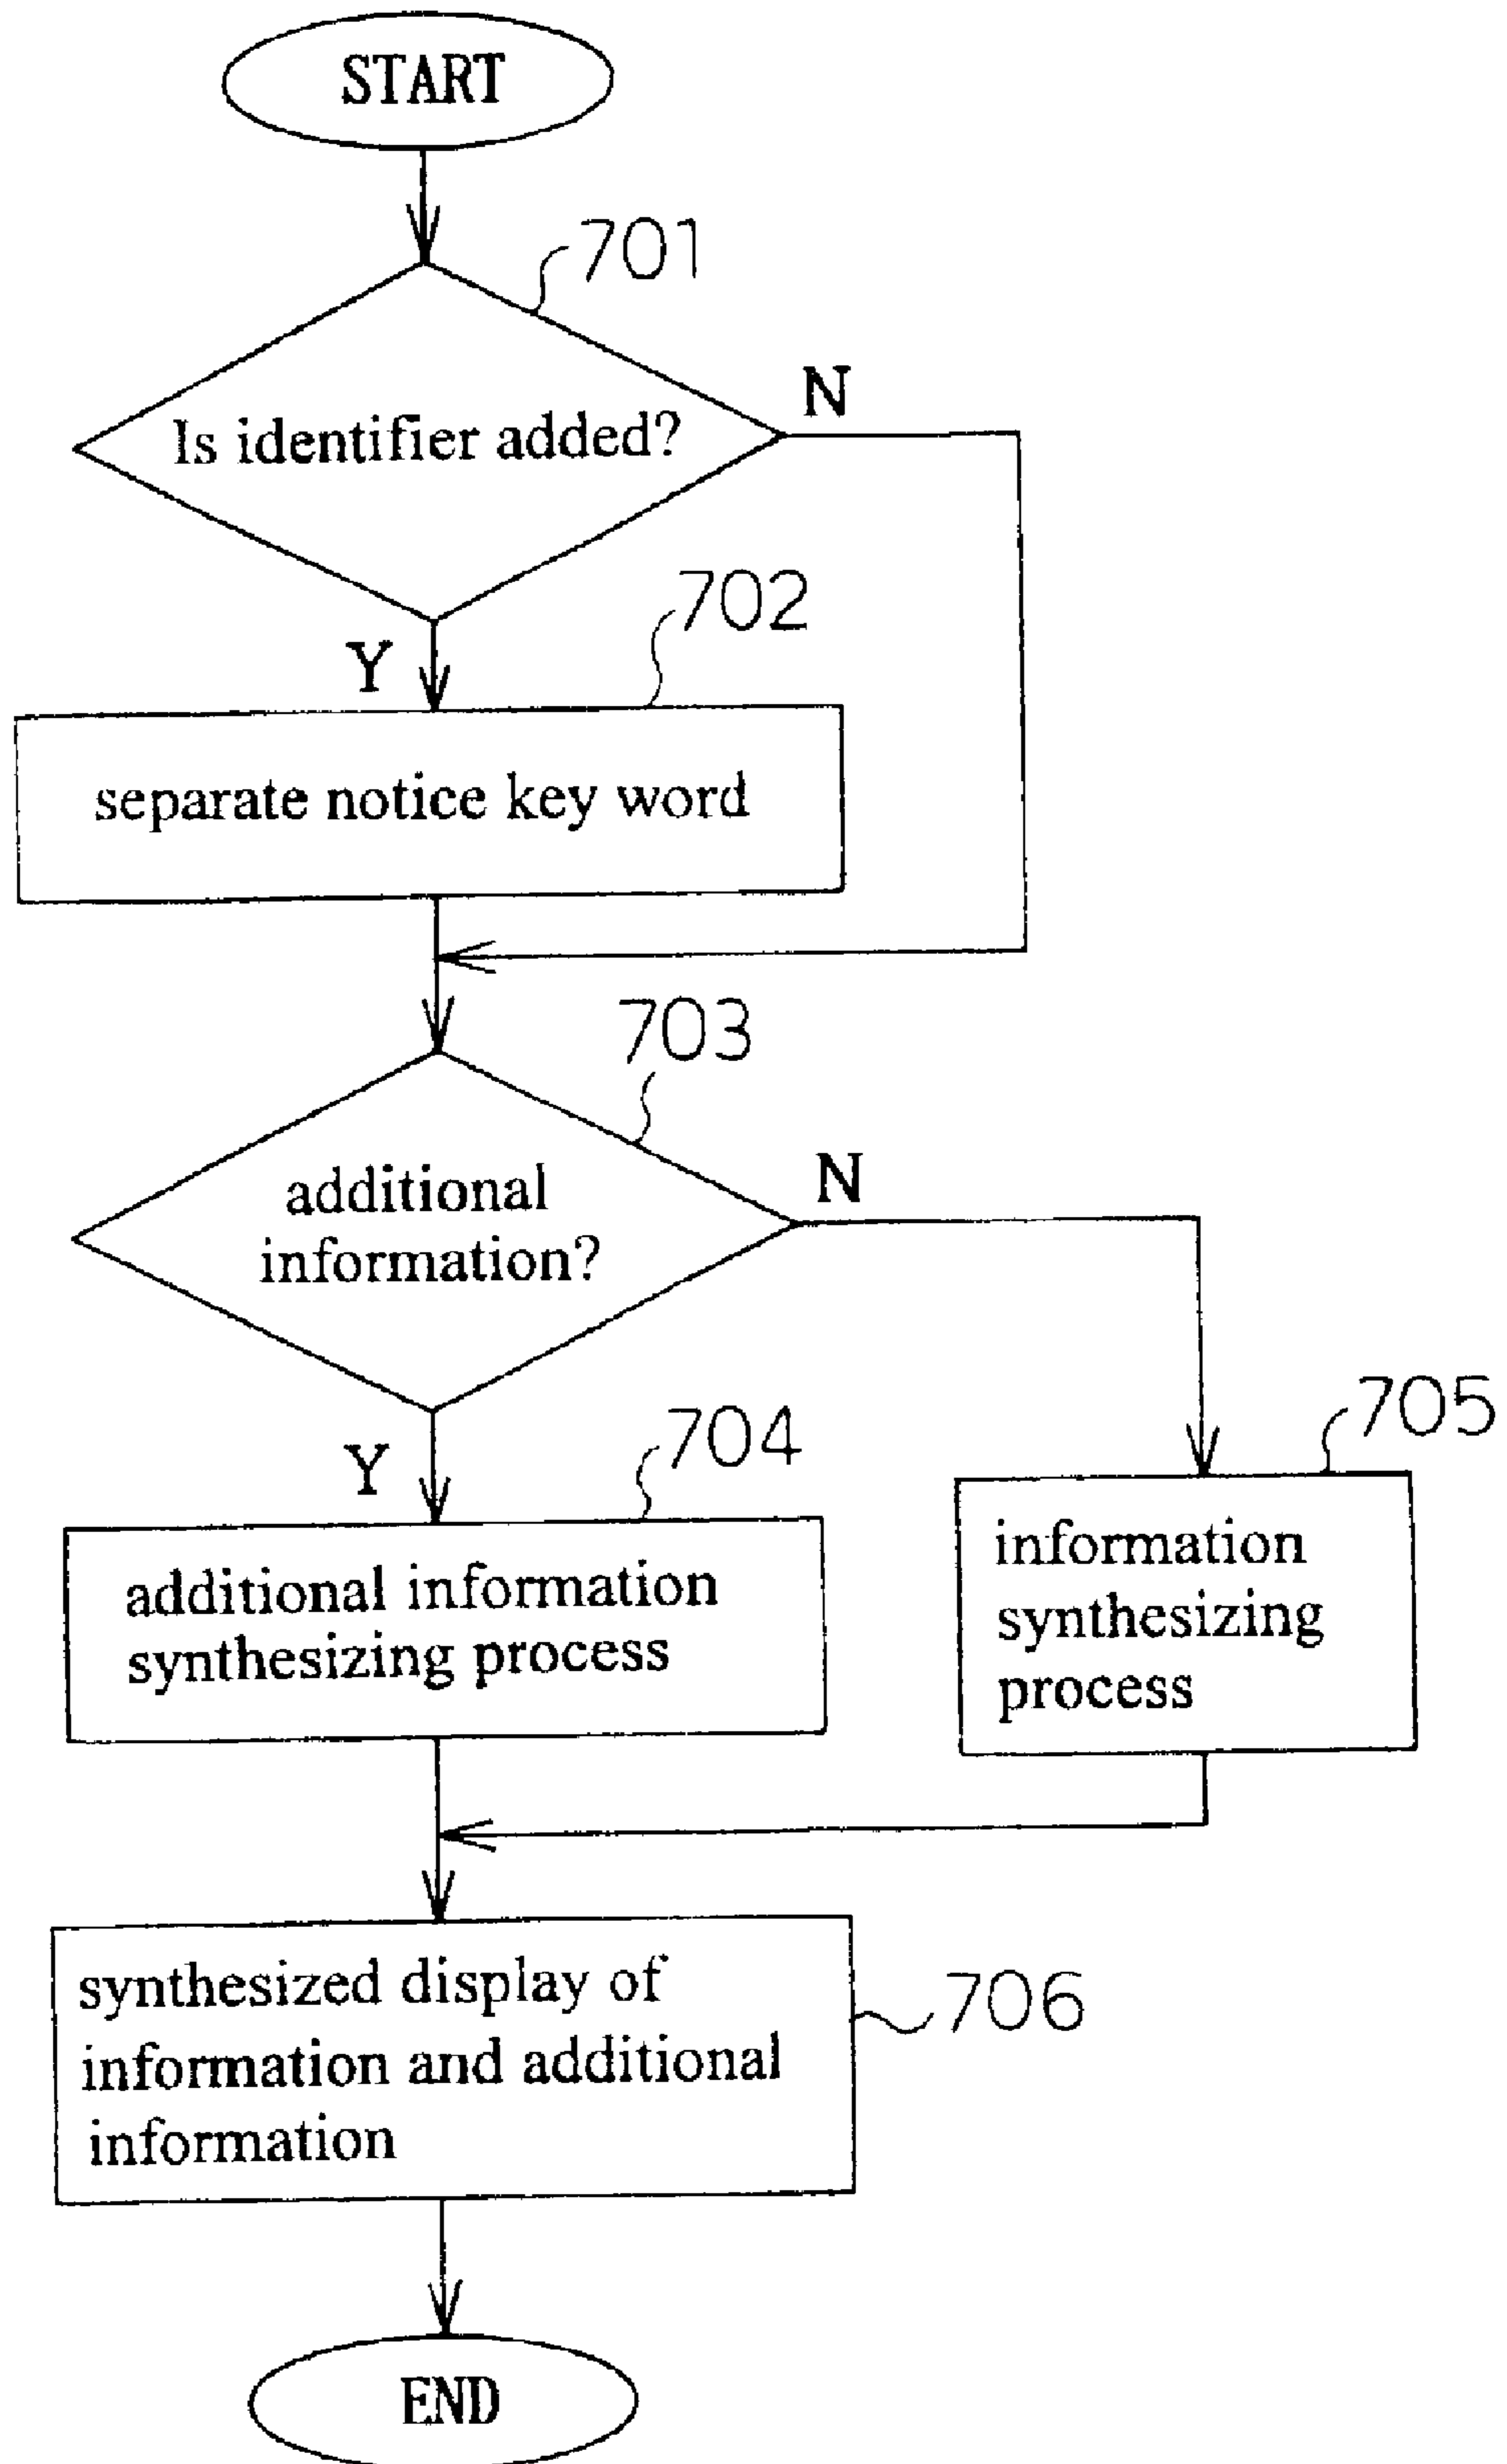 START
701
Is identifier added?
N
702
Y
separate notice key word
703
additional
information?
N
704
Y
705
additional information
synthesizing process
information
synthesizing
process
synthesized display of
information and additional
information
706
END